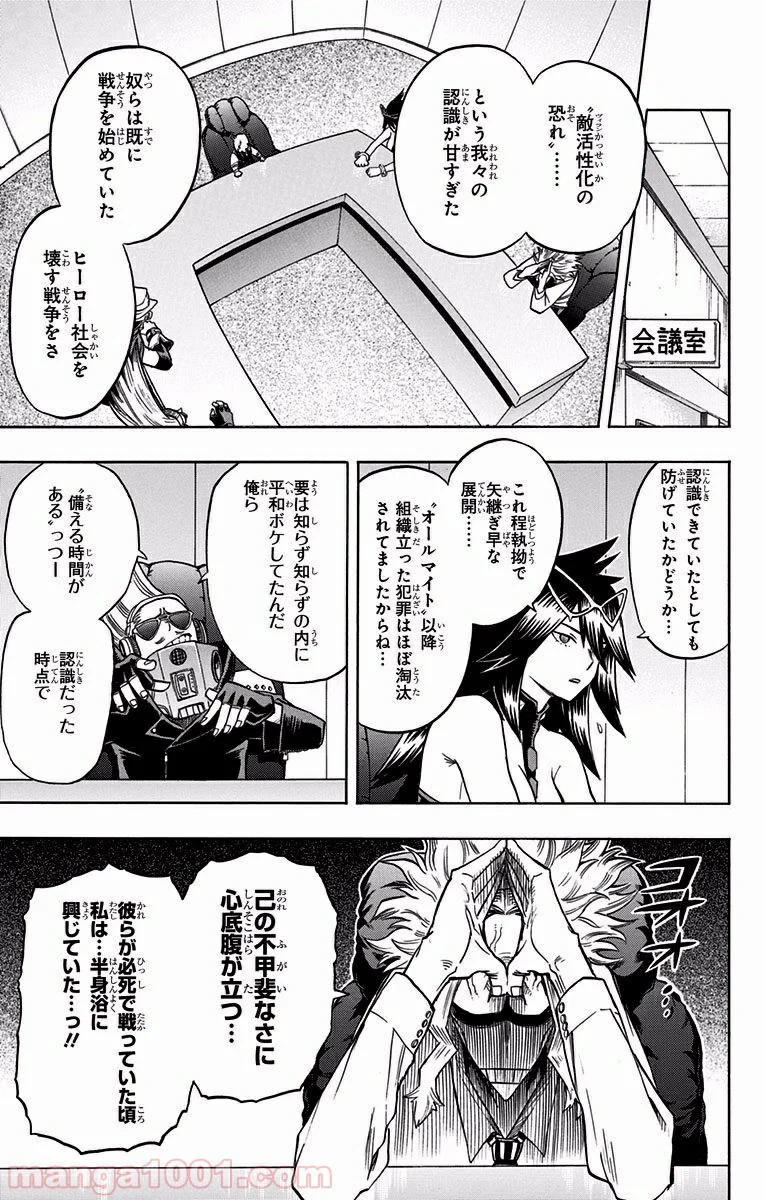 会議室
“敵活性化の
恐れ”……
という我々の
認識が甘すぎた
奴らは既に
戦争を始めていた
ヒーロー社会を
壊す戦争をさ
認識できていたとしても
防げていたかどうか…
これ程執拗で
矢継ぎ早な
展開……
“オールマイト”以降
組織立った犯罪はほぼ淘汰
されてましたからね…
要は知らず知らずの内に
平和ボケしてたんだ
俺ら
“備える時間が
ある”っつー
認識だった
時点で
コオォオ…
己の不甲斐なさに
心底腹が立つ…
彼らが必死で戦っていた頃
私は…半身浴に
興じていた…っ!!
manga1001.com